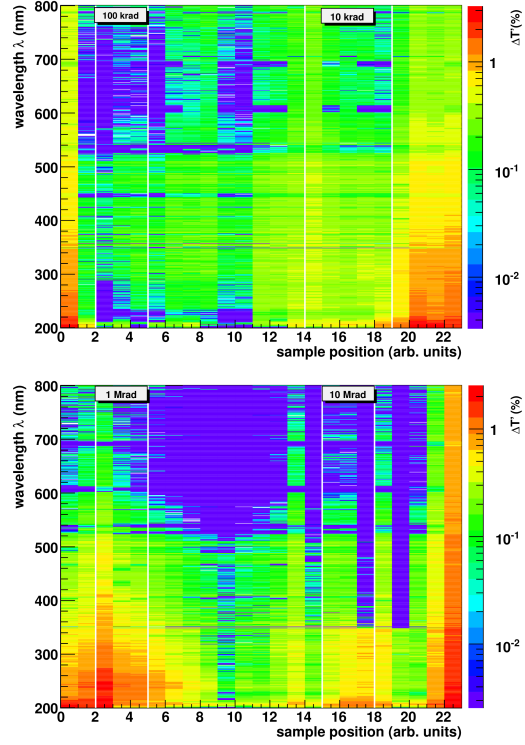 100 krad
10 krad
ΔT'(%)
wavelength λ (nm)
800
700
600
500
400
300
200
1
10⁻¹
10⁻²
0 2 4 6 8 10 12 14 16 18 20 22
sample position (arb. units)
1 Mrad
10 Mrad
ΔT' (%)
wavelength λ (nm)
800
700
600
500
400
300
200
1
10⁻¹
10⁻²
0 2 4 6 8 10 12 14 16 18 20 22
sample position (arb. units)